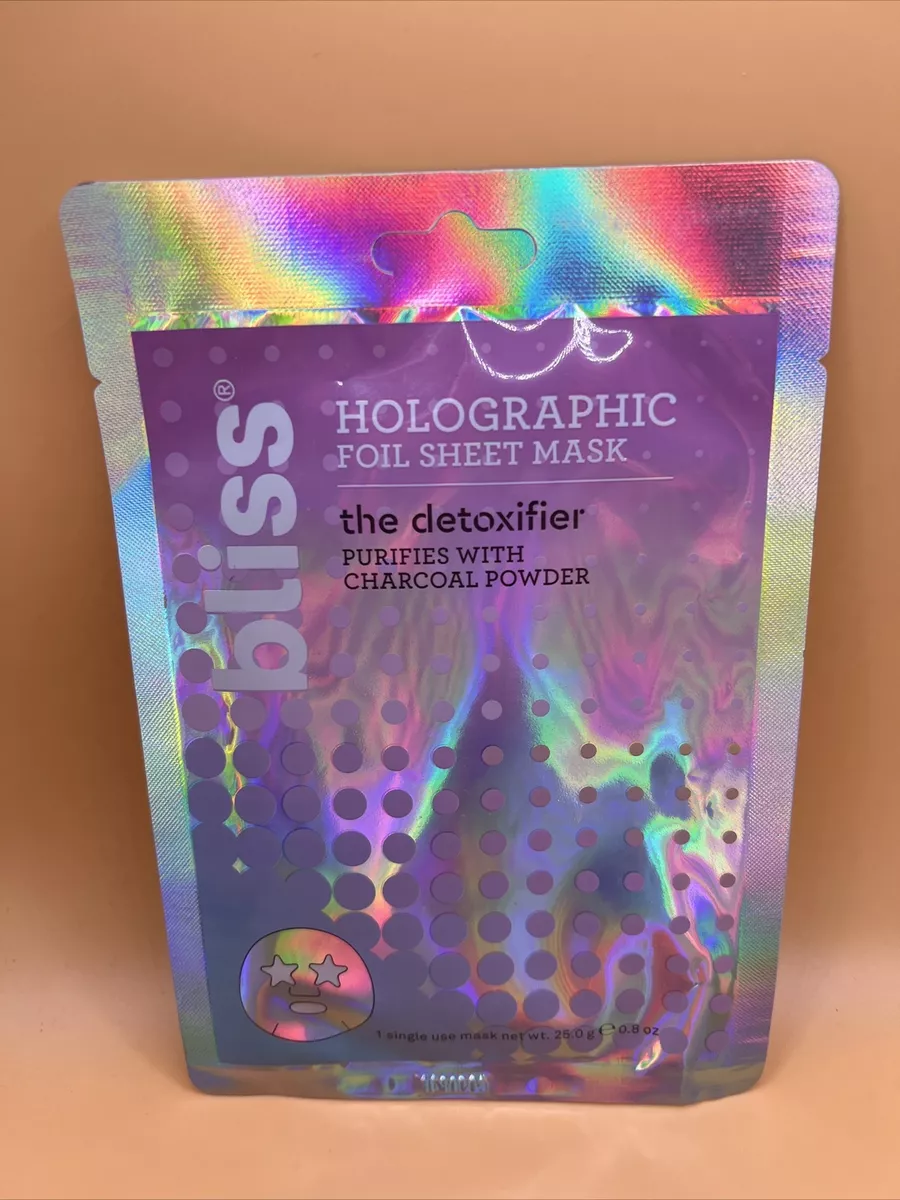 bliss®
HOLOGRAPHIC
FOIL SHEET MASK
the detoxifier
PURIFIES WITH
CHARCOAL POWDER
1 single use mask net wt. 25.0 g ℮ 0.8 oz